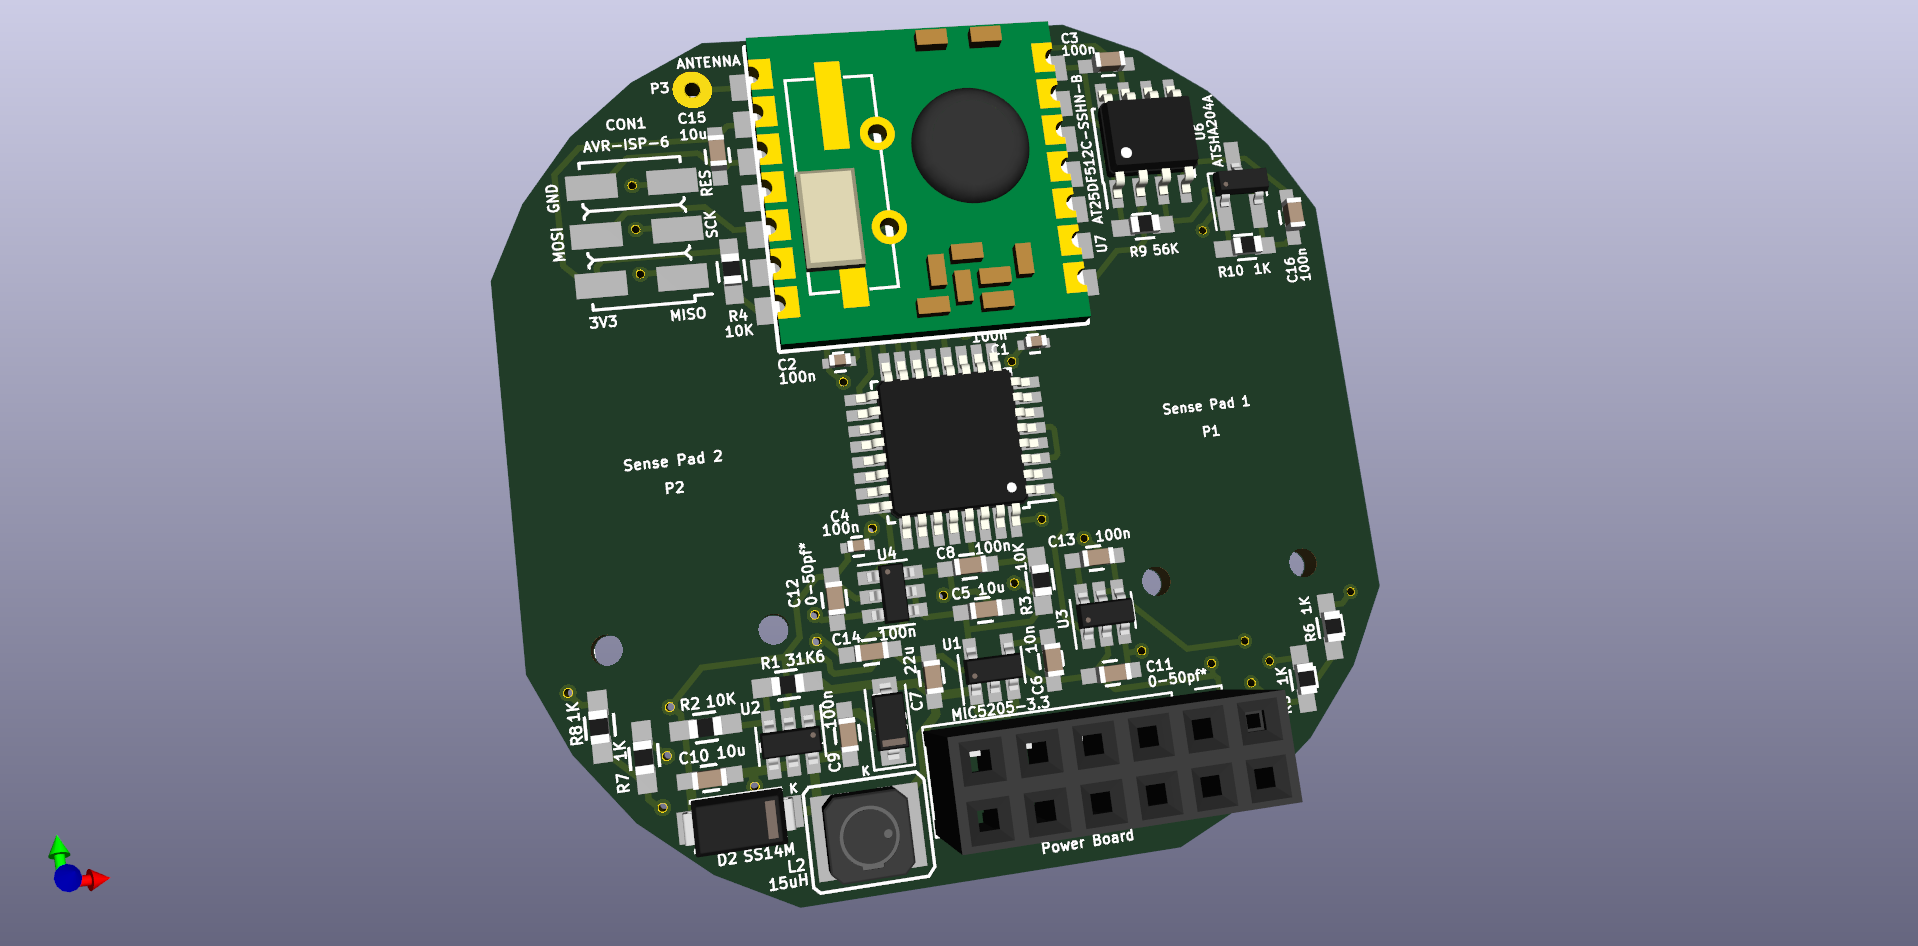 ANTENNA
P3
C15
10u
CON1
AVR-ISP-6
RES
GND
SCK
MOSI
3V3
MISO
R4
10K
C3
100n
AT25DF512C-SSHN-B
U7
U6
ATSHA204A
R9 56K
R10 1K
C16
100n
C2
100n
100n
C1
Sense Pad 1
P1
Sense Pad 2
P2
C4
100n
C12
0-50pf*
U4
C8 100n
C5 10u
10K
R3
C13 100n
U3
C14 100n
U1
10n
C6
22u
C7
MIC5205-3.3
C11
0-50pf*
R6 1K
1K
R1 31K6
R2 10K
U2
100n
C9
R8 1K
R7 1K
C10 10u
K
K
D2 SS14M
L2
15uH
Power Board